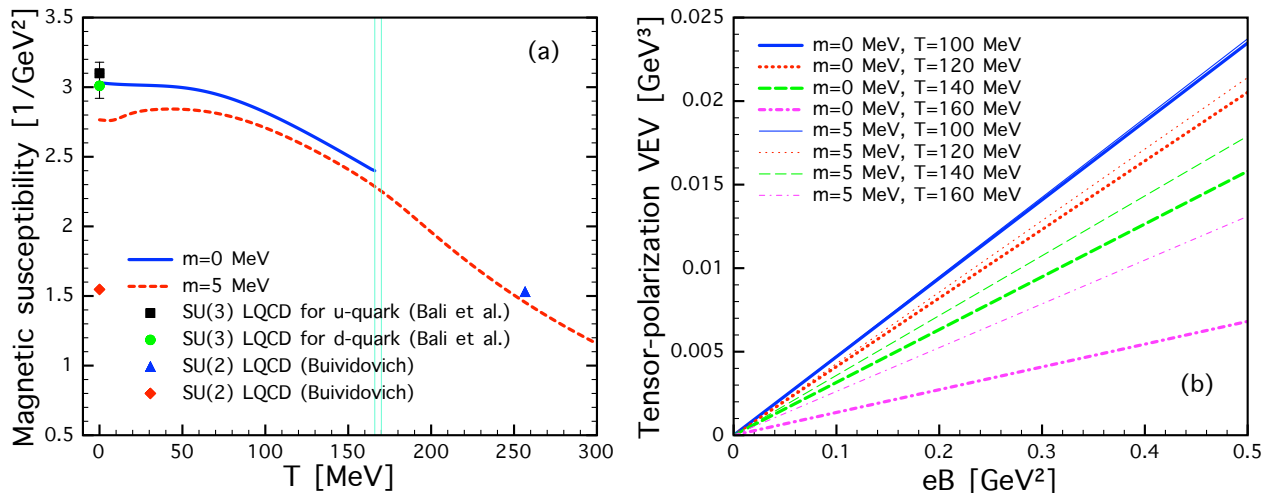 Magnetic susceptibility [1/GeV²]
3.5
3
2.5
2
1.5
1
0.5
(a)
m=0 MeV
m=5 MeV
SU(3) LQCD for u-quark (Bali et al.)
SU(3) LQCD for d-quark (Bali et al.)
SU(2) LQCD (Buividovich)
SU(2) LQCD (Buividovich)
0 50 100 150 200 250 300
T [MeV]
Tensor-polarization VEV [GeV³]
0.025
0.02
0.015
0.01
0.005
0
m=0 MeV, T=100 MeV
m=0 MeV, T=120 MeV
m=0 MeV, T=140 MeV
m=0 MeV, T=160 MeV
m=5 MeV, T=100 MeV
m=5 MeV, T=120 MeV
m=5 MeV, T=140 MeV
m=5 MeV, T=160 MeV
(b)
0 0.1 0.2 0.3 0.4 0.5
eB [GeV²]